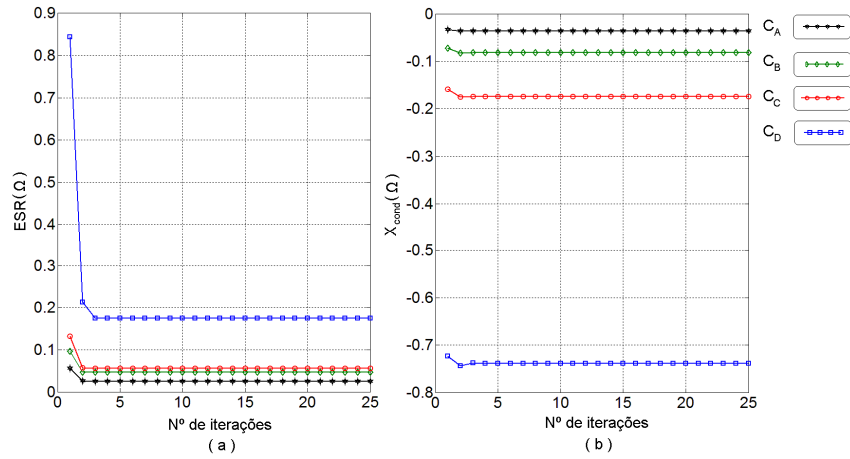 0.9
0.8
0.7
0.6
0.5
0.4
0.3
0.2
0.1
0
ESR(Ω)
0 5 10 15 20 25
Nº de iterações
( a )
0
-0.1
-0.2
-0.3
-0.4
-0.5
-0.6
-0.7
-0.8
X_cond(Ω)
0 5 10 15 20 25
Nº de iterações
( b )
C_A
C_B
C_C
C_D